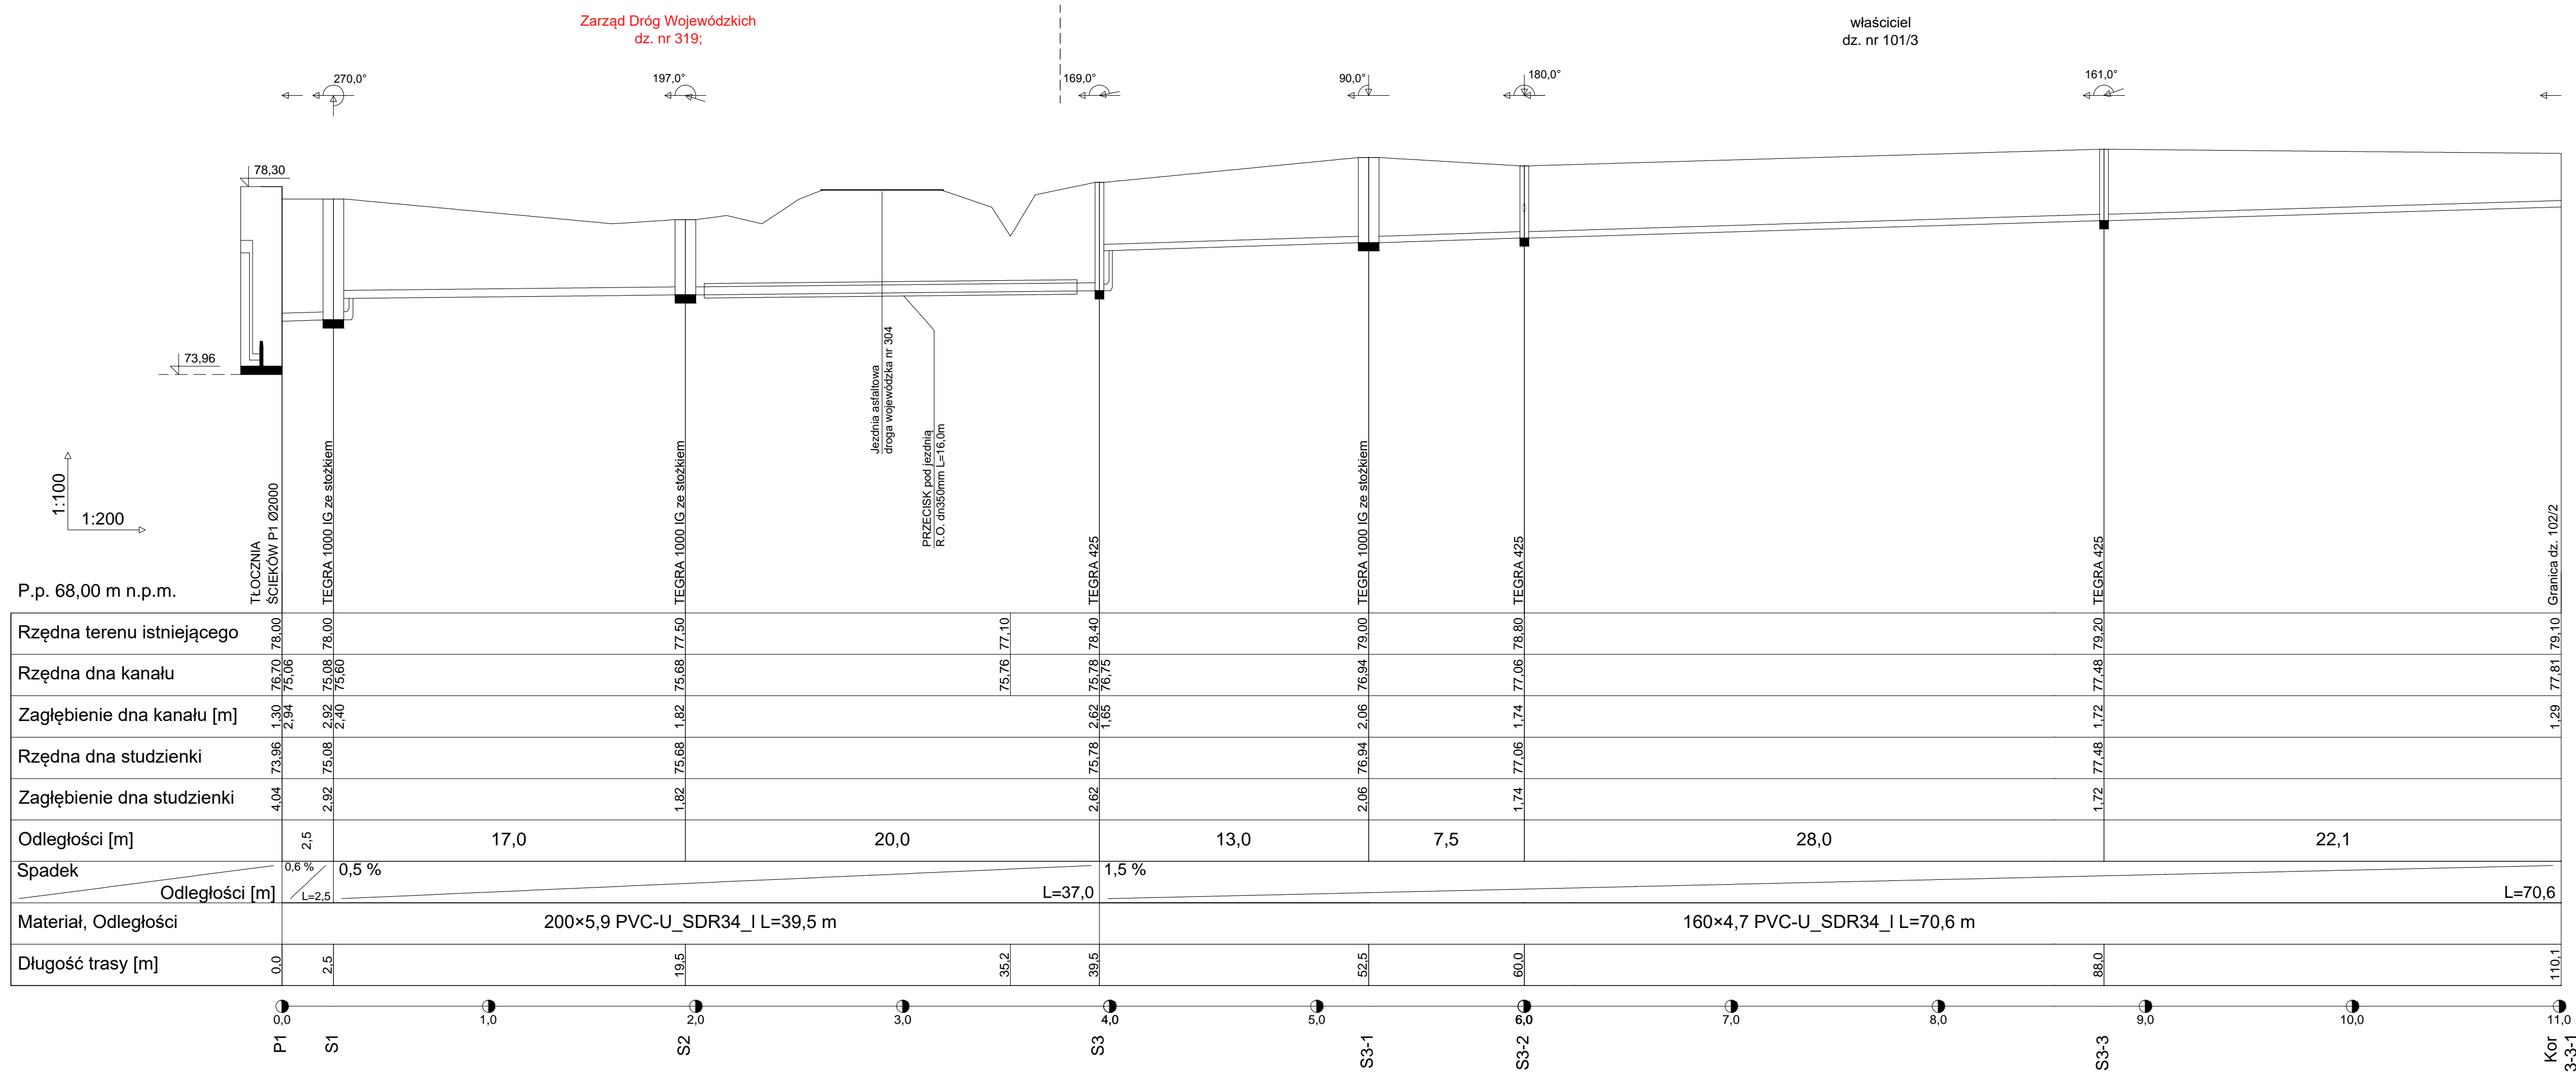 Zarząd Dróg Wojewódzkich
dz. nr 319;
właściciel
dz. nr 101/3
270,0°
197,0°
169,0°
90,0°
180,0°
161,0°
78,30
73,96
Jezdnia asfaltowa
droga wojewódzka nr 304
PRZECISK pod jezdnią
R.O. dn350mm L=16,0m
1:100
1:200
TŁOCZNIA
ŚCIEKÓW P1 Ø2000
TEGRA 1000 IG ze stożkiem
TEGRA 1000 IG ze stożkiem
TEGRA 425
TEGRA 1000 IG ze stożkiem
TEGRA 425
TEGRA 425
Granica dz. 102/2
P.p. 68,00 m n.p.m.
Rzędna terenu istniejącego 78,00 78,00 77,50 77,10 78,40 79,00 78,80 79,20 79,10
Rzędna dna kanału 76,70 75,06 75,08 75,60 75,68 75,76 75,78 76,75 76,94 77,06 77,48 77,81
Zagłębienie dna kanału [m] 1,30 2,94 2,92 2,40 1,82 2,62 1,65 2,06 1,74 1,72 1,29
Rzędna dna studzienki 73,96 75,08 75,68 75,78 76,94 77,06 77,48
Zagłębienie dna studzienki 4,04 2,92 1,82 2,62 2,06 1,74 1,72
Odległości [m] 2,5 17,0 20,0 13,0 7,5 28,0 22,1
Spadek 0,6 % 0,5 % 1,5 %
Odległości [m] L=2,5 L=37,0 L=70,6
Materiał, Odległości 200×5,9 PVC-U_SDR34_l L=39,5 m 160×4,7 PVC-U_SDR34_l L=70,6 m
Długość trasy [m] 0,0 2,5 19,5 35,2 39,5 52,5 60,0 88,0 110,1
0,0 1,0 2,0 3,0 4,0 5,0 6,0 7,0 8,0 9,0 10,0 11,0
P1 S1 S2 S3 S3-1 S3-2 S3-3 Kor
3-3-1